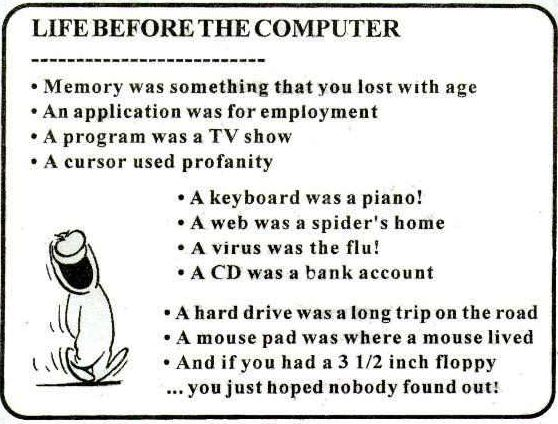 LIFE BEFORE THE COMPUTER
---------------------------
• Memory was something that you lost with age
• An application was for employment
• A program was a TV show
• A cursor used profanity
• A keyboard was a piano!
• A web was a spider's home
• A virus was the flu!
• A CD was a bank account
• A hard drive was a long trip on the road
• A mouse pad was where a mouse lived
• And if you had a 3 1/2 inch floppy
... you just hoped nobody found out!